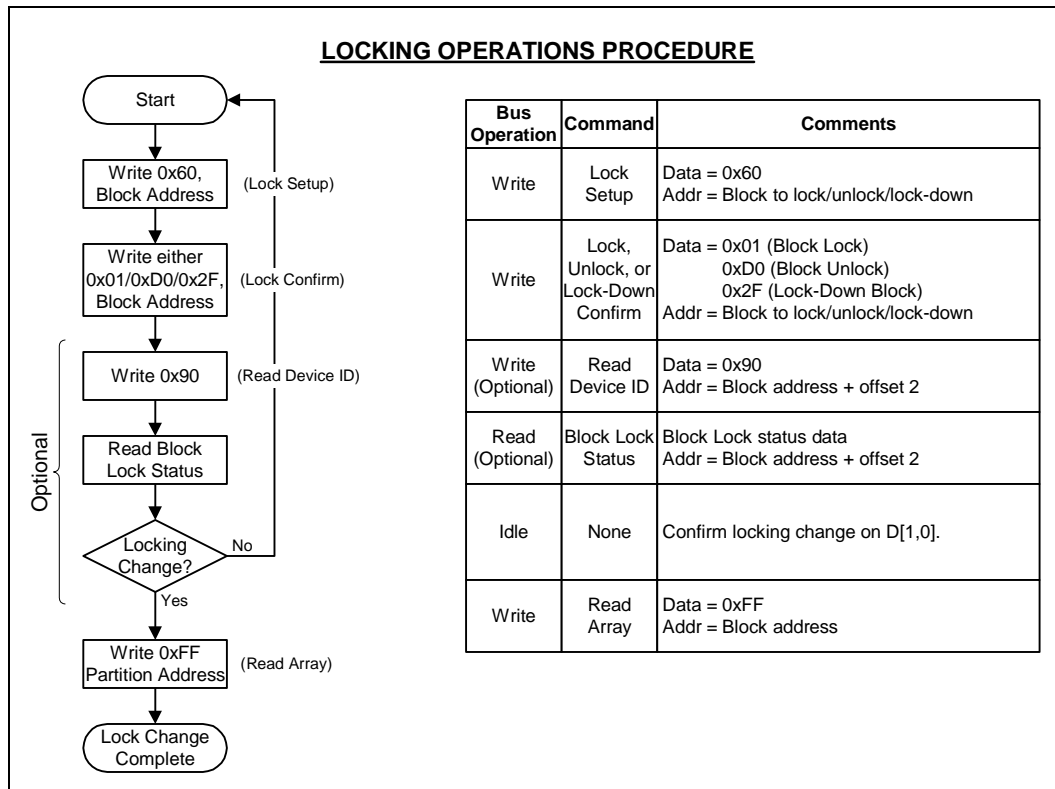 LOCKING OPERATIONS PROCEDURE
Start
Write 0x60,
Block Address
(Lock Setup)
Write either
0x01/0xD0/0x2F,
Block Address
(Lock Confirm)
Optional
Write 0x90
(Read Device ID)
Read Block
Lock Status
Locking
Change?
No
Yes
Write 0xFF
Partition Address
(Read Array)
Lock Change
Complete
Bus
Operation
Command
Comments
Write
Lock
Setup
Data = 0x60
Addr = Block to lock/unlock/lock-down
Write
Lock,
Unlock, or
Lock-Down
Confirm
Data = 0x01 (Block Lock)
0xD0 (Block Unlock)
0x2F (Lock-Down Block)
Addr = Block to lock/unlock/lock-down
Write
(Optional)
Read
Device ID
Data = 0x90
Addr = Block address + offset 2
Read
(Optional)
Block Lock
Status
Block Lock status data
Addr = Block address + offset 2
Idle
None
Confirm locking change on D[1,0].
Write
Read
Array
Data = 0xFF
Addr = Block address